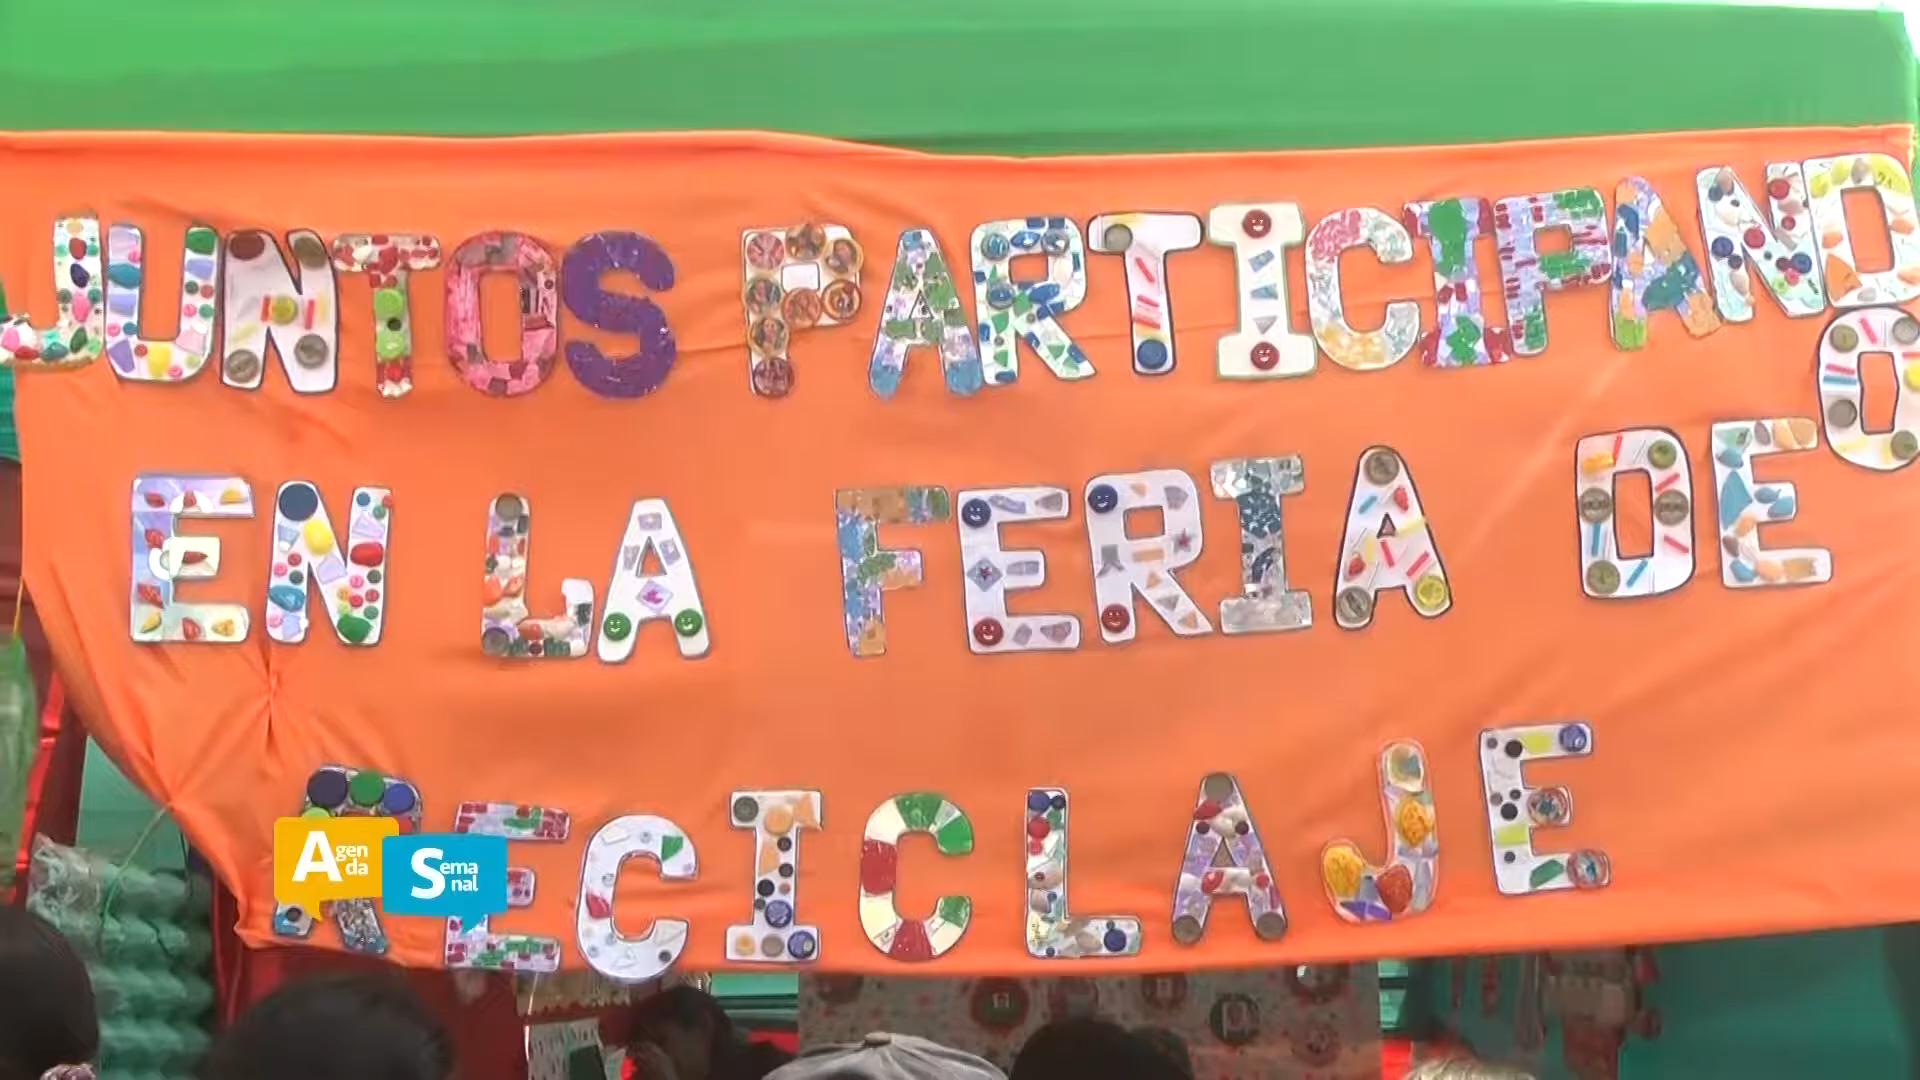 JUNTOS PARTICIPANDO
EN LA FERIA DE
RECICLAJE
Agenda
Semanal